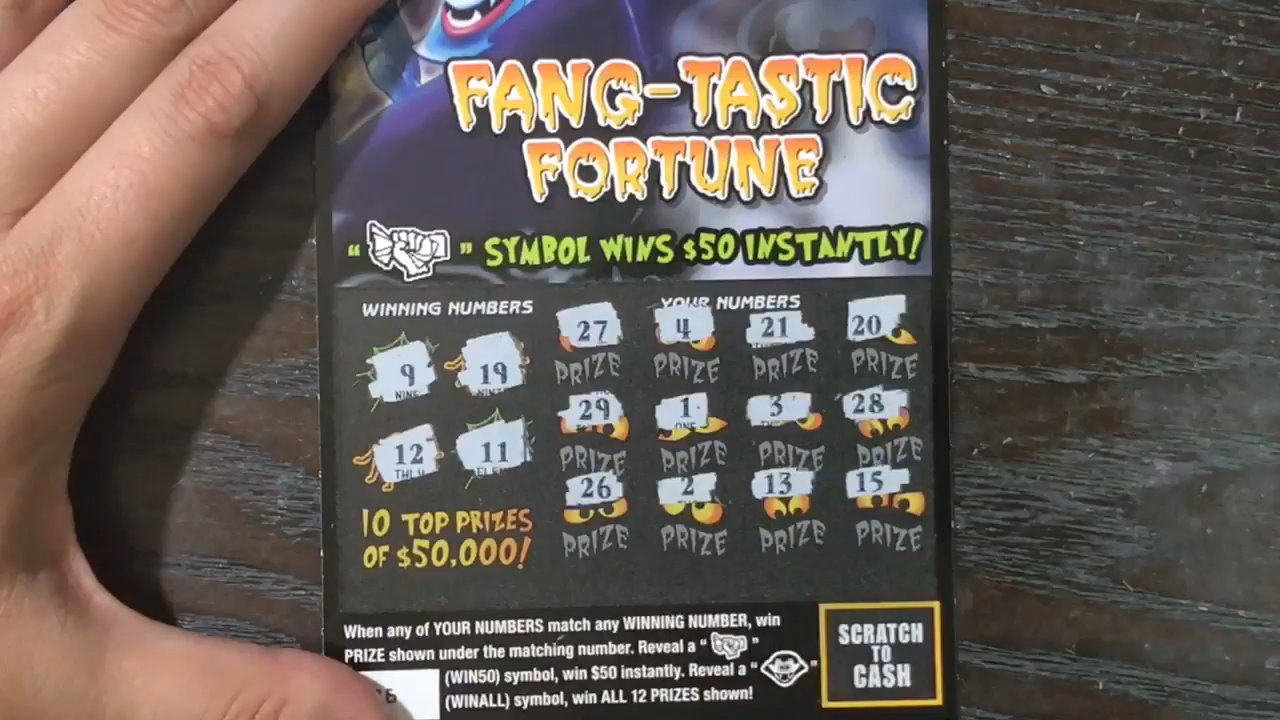 FANG-TASTIC
FORTUNE
" " SYMBOL WINS $50 INSTANTLY!
WINNING NUMBERS
YOUR NUMBERS
27 4 21 20
PRIZE PRIZE PRIZE PRIZE
9 19
NINE
29 1 3 28
ONE
PRIZE PRIZE PRIZE PRIZE
12 11
26 2 13 15
PRIZE PRIZE PRIZE PRIZE
10 TOP PRIZES
OF $50,000!
When any of YOUR NUMBERS match any WINNING NUMBER, win
PRIZE shown under the matching number. Reveal a " "
(WIN50) symbol, win $50 instantly. Reveal a " "
(WINALL) symbol, win ALL 12 PRIZES shown!
SCRATCH
TO
CASH